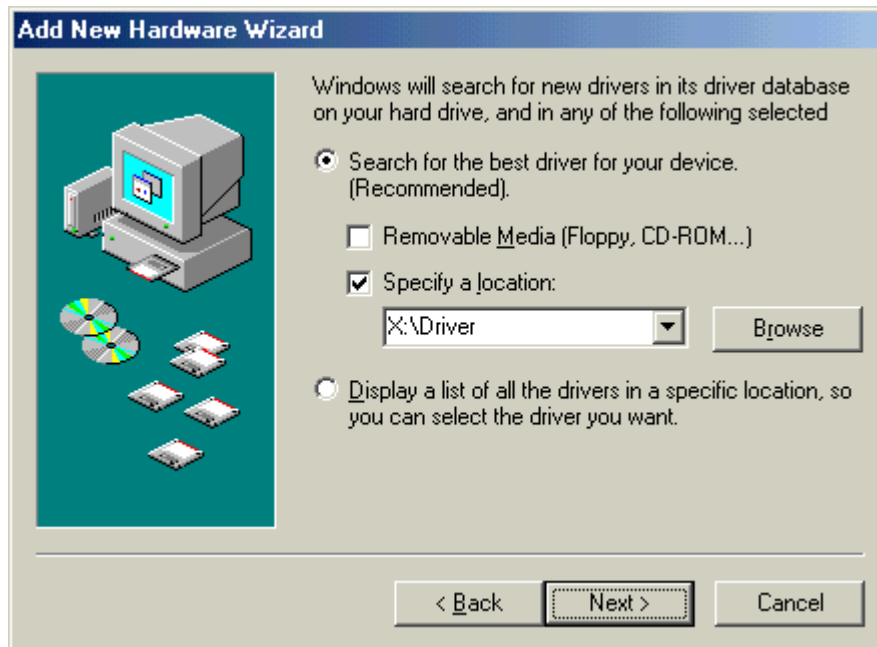 Add New Hardware Wizard
Windows will search for new drivers in its driver database
on your hard drive, and in any of the following selected
Search for the best driver for your device.
(Recommended).
Removable Media (Floppy, CD-ROM...)
Specify a location:
X:\Driver
Browse
Display a list of all the drivers in a specific location, so
you can select the driver you want.
< Back
Next >
Cancel